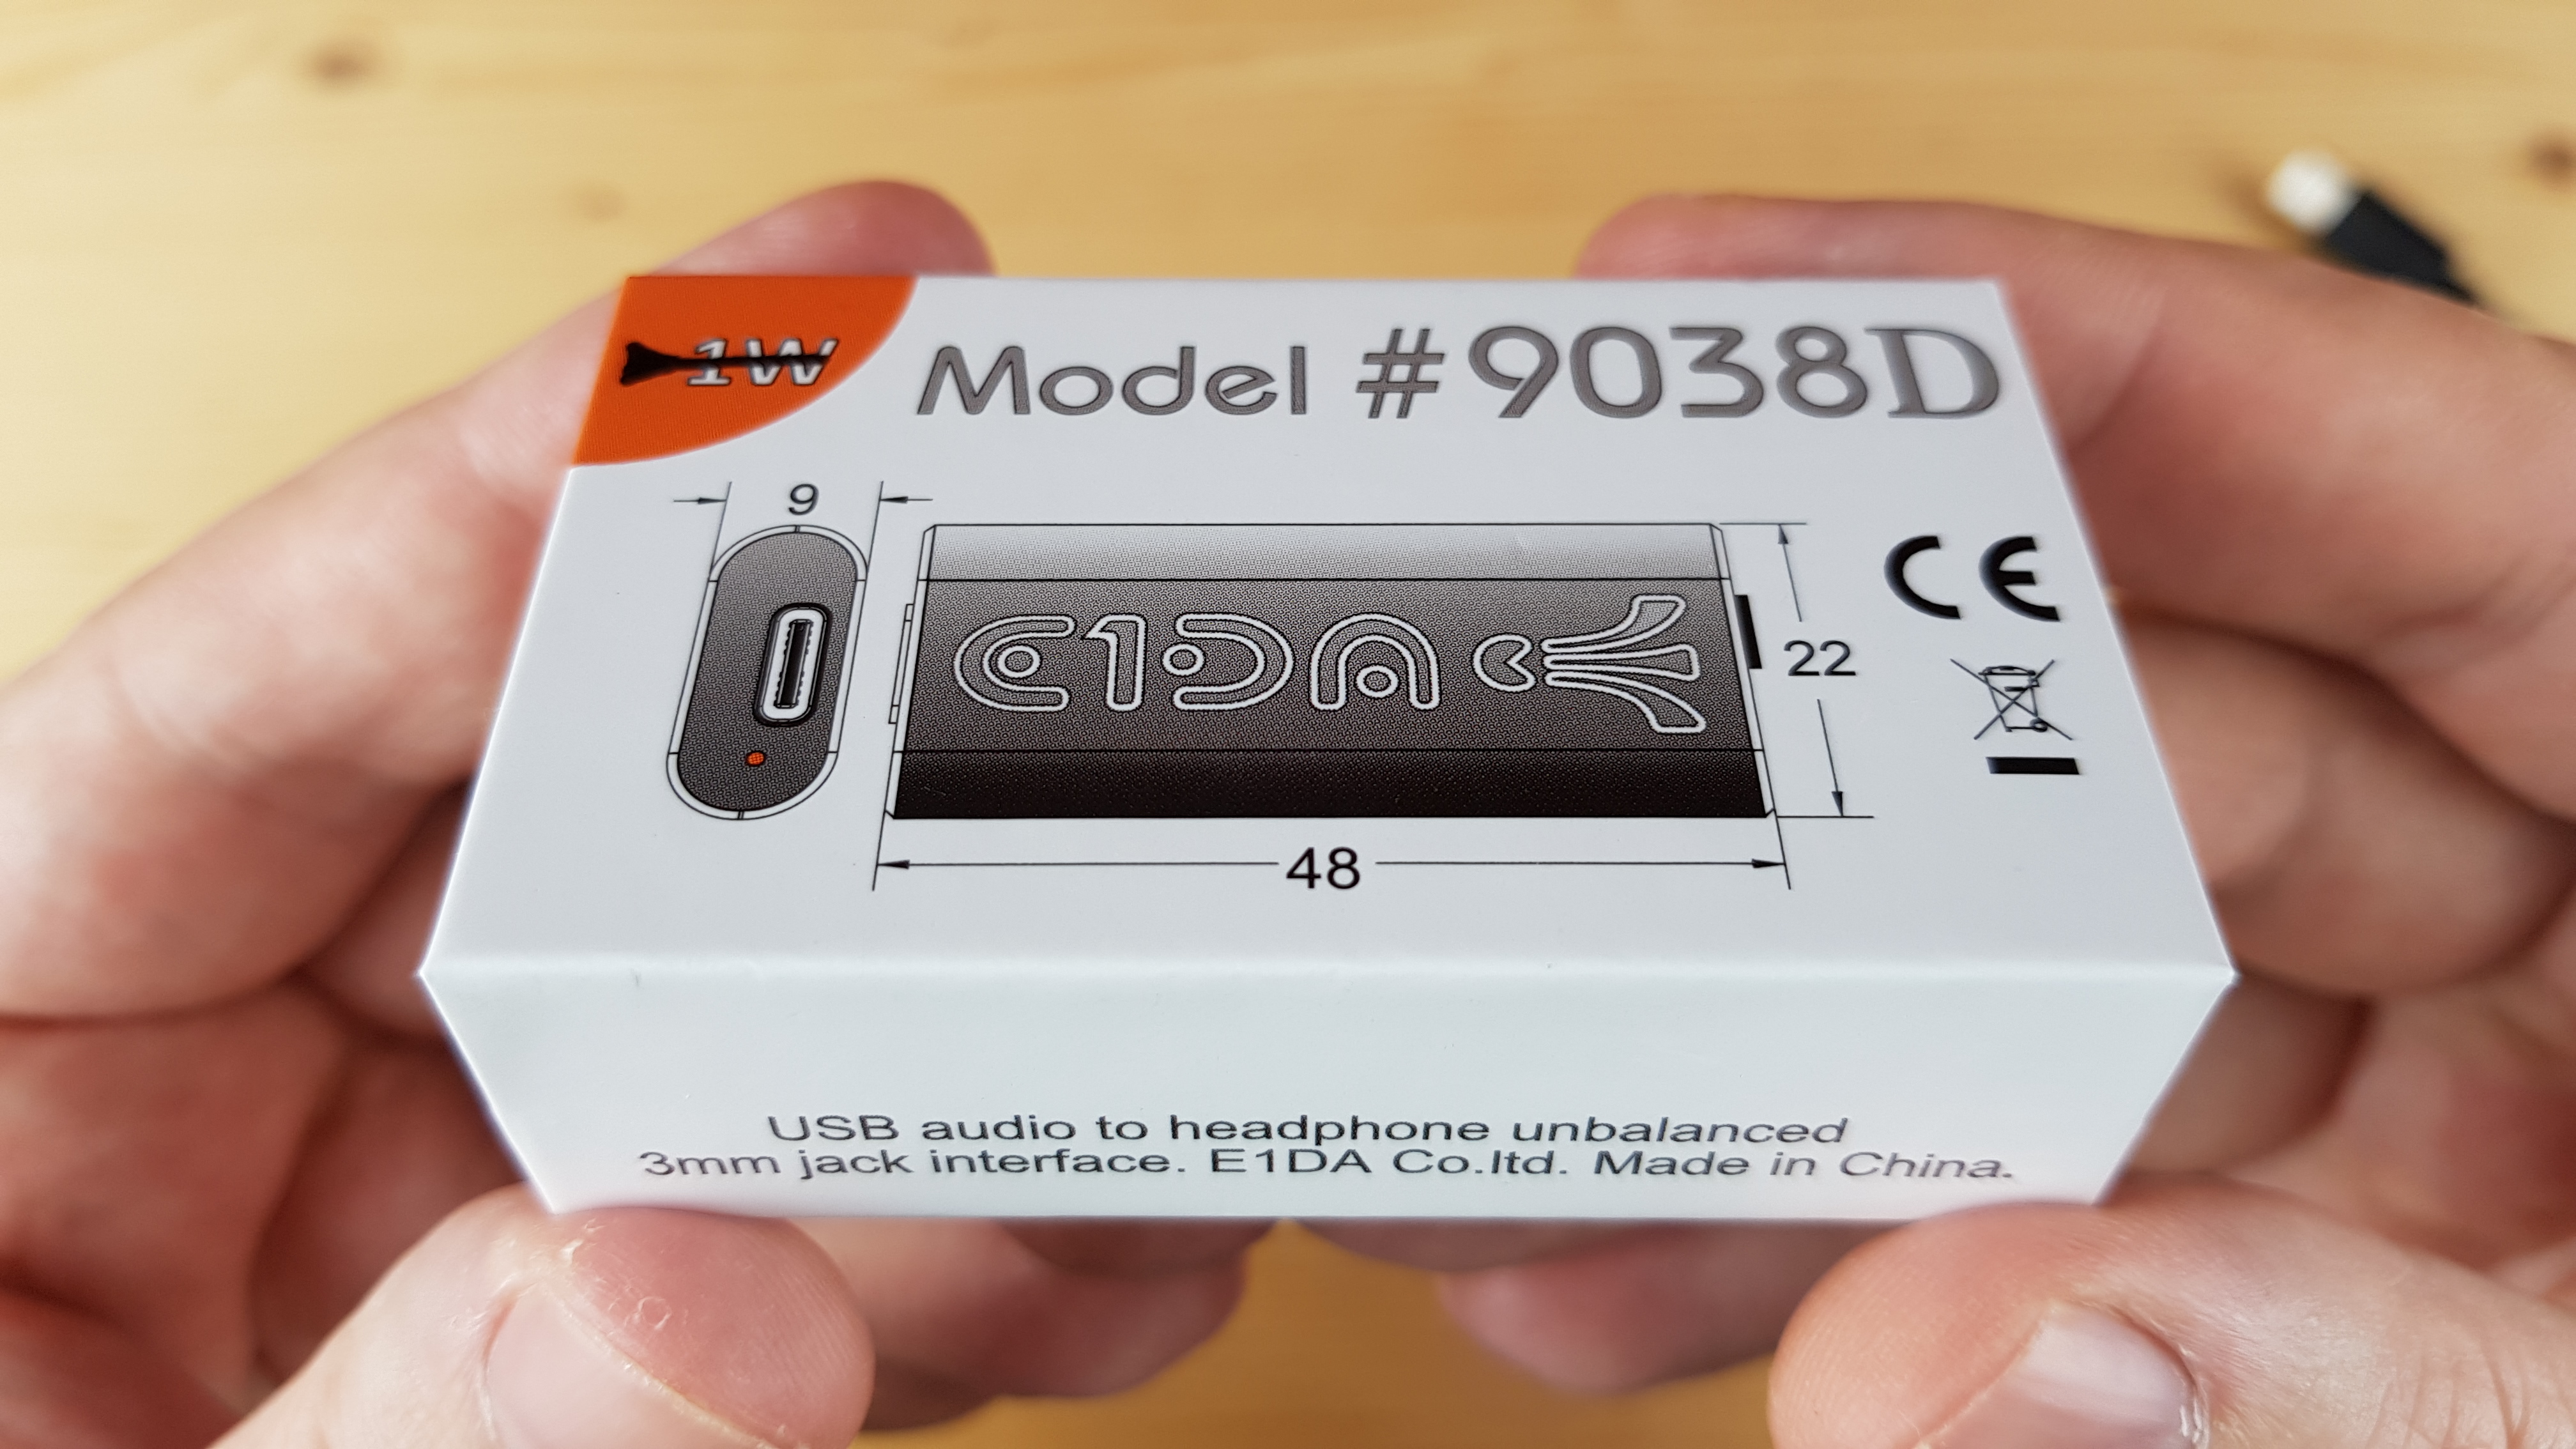 1W
Model #9038D
9
E1DA
22
CE
48
USB audio to headphone unbalanced
3mm jack interface. E1DA Co.ltd. Made in China.